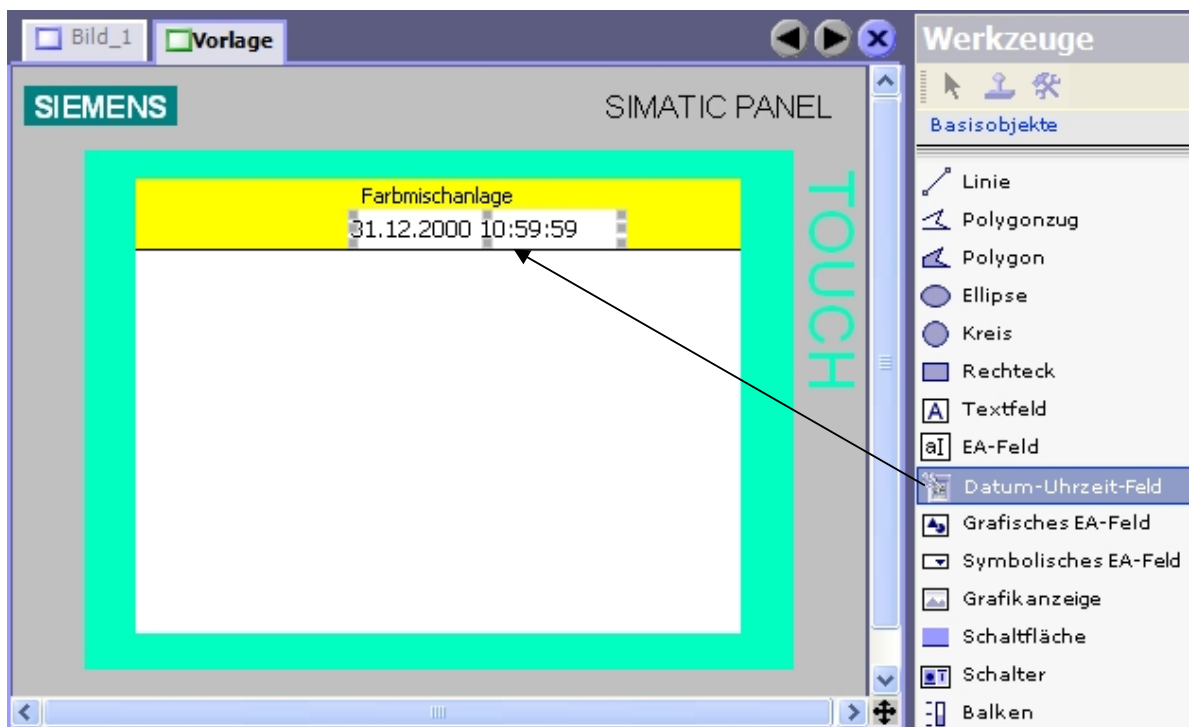 Bild_1
Vorlage
SIEMENS
SIMATIC PANEL
TOUCH
Farbmischanlage
31.12.2000 10:59:59
Werkzeuge
Basisobjekte
Linie
Polygonzug
Polygon
Ellipse
Kreis
Rechteck
A Textfeld
aI EA-Feld
Datum-Uhrzeit-Feld
Grafisches EA-Feld
Symbolisches EA-Feld
Grafikanzeige
Schaltfläche
Schalter
Balken